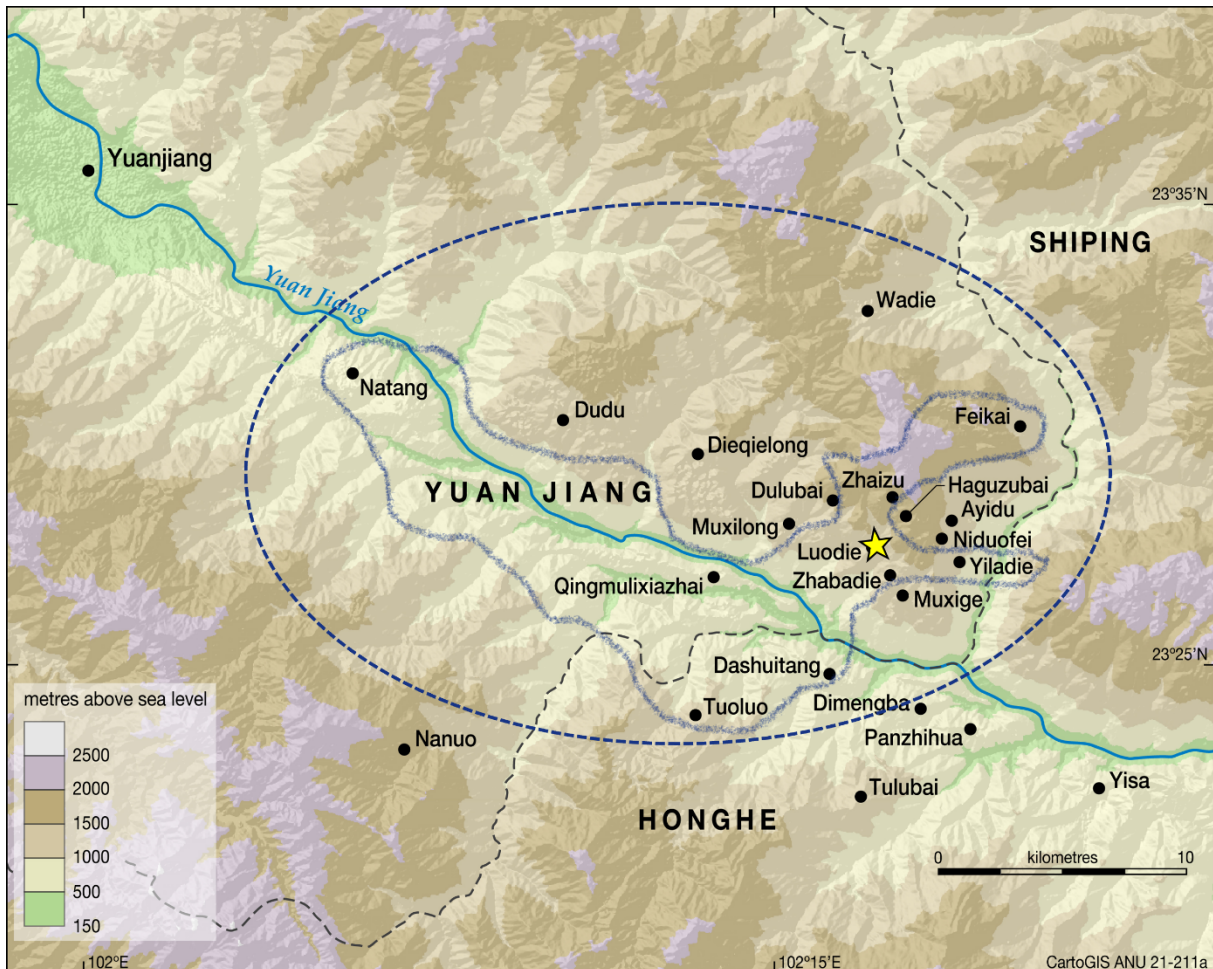 Yuanjiang
23°35'N
SHIPING
Yuan Jiang
Wadie
Natang
Dudu
Feikai
Dieqielong
Zhaizu
Haguzubai
YUAN JIANG
Dulubai
Ayidu
Muxilong
Niduofei
Luodie
Yiladie
Qingmulixiazhai
Zhabadie
Muxige
23°25'N
Dashuitang
metres above sea level
Tuoluo
Dimengba
Nanuo
Panzhihua
2500
2000
1500
1000
500
150
Tulubai
Yisa
HONGHE
0 kilometres 10
102°E
102°15'E
CartoGIS ANU 21-211a